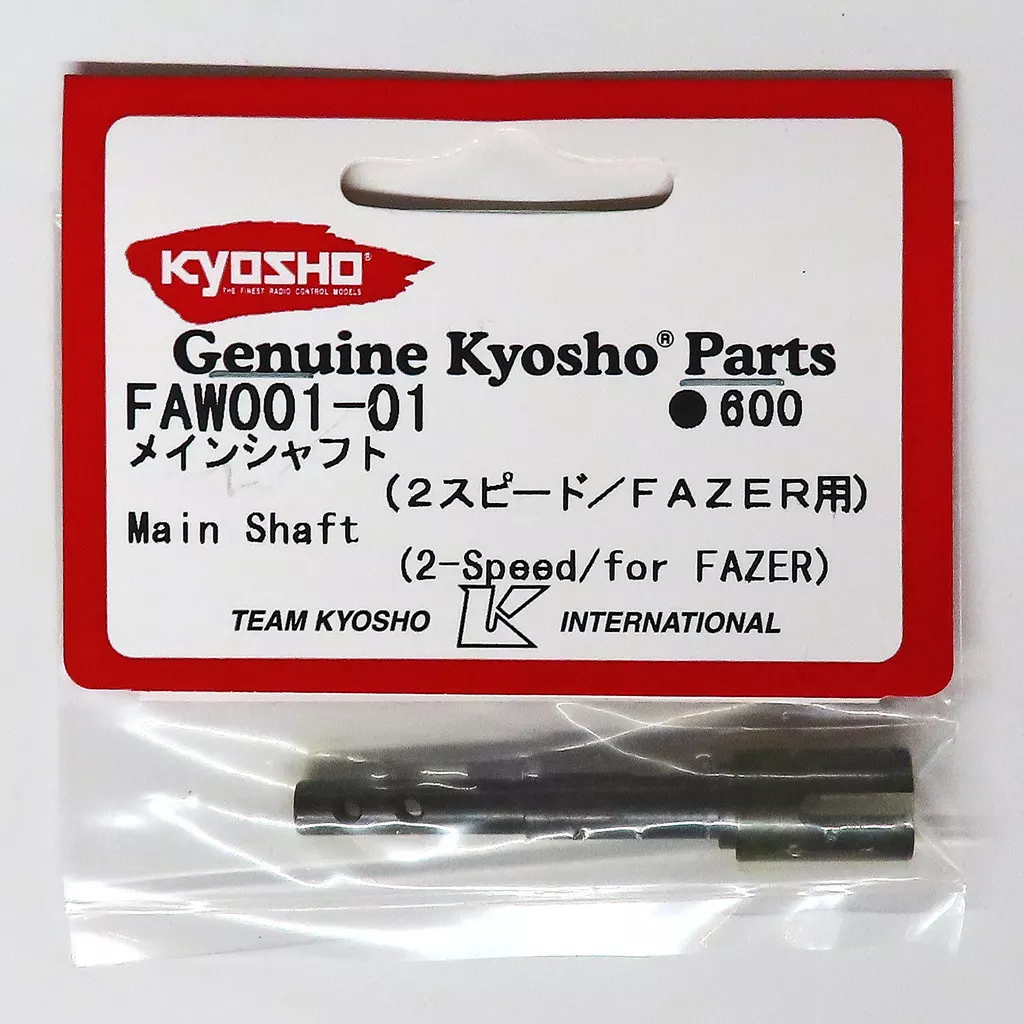 KYOSHO®
THE FINEST RADIO CONTROL MODELS
Genuine Kyosho® Parts
FAW001-01 ●600
メインシャフト
(2スピード/FAZER用)
Main Shaft
(2-Speed/for FAZER)
TEAM KYOSHO K INTERNATIONAL